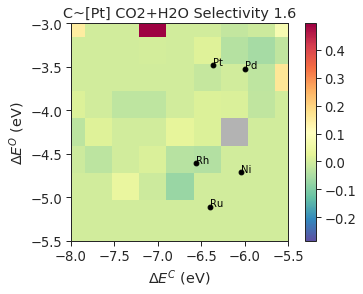 C~[Pt] CO2+H2O Selectivity 1.6
−3.0
−3.5
−4.0
−4.5
−5.0
−5.5
ΔE^O (eV)
Pt
Pd
Rh
Ni
Ru
−8.0 −7.5 −7.0 −6.5 −6.0 −5.5
ΔE^C (eV)
0.4
0.3
0.2
0.1
0.0
−0.1
−0.2